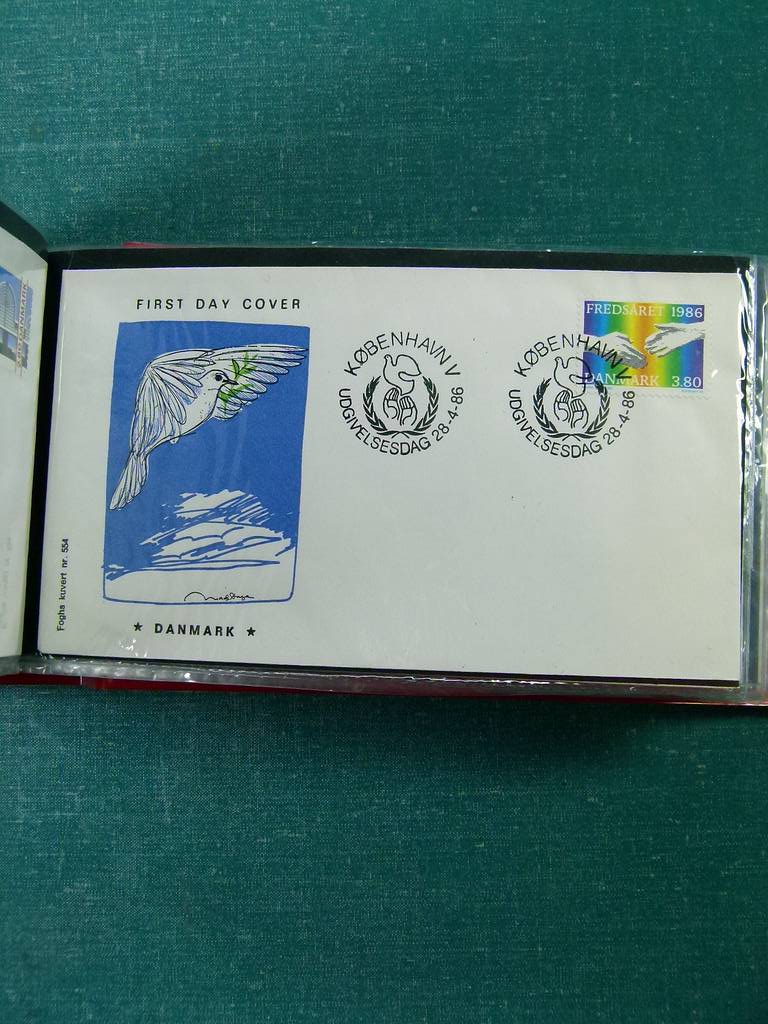 FIRST DAY COVER
KØBENHAVN V
UDGIVELSESDAG 28-4-86
KØBENHAVN V
UDGIVELSESDAG 28-4-86
FREDSÅRET 1986
DANMARK 3.80
Foghs kuvert nr. 554
★ DANMARK ★
DANMARK